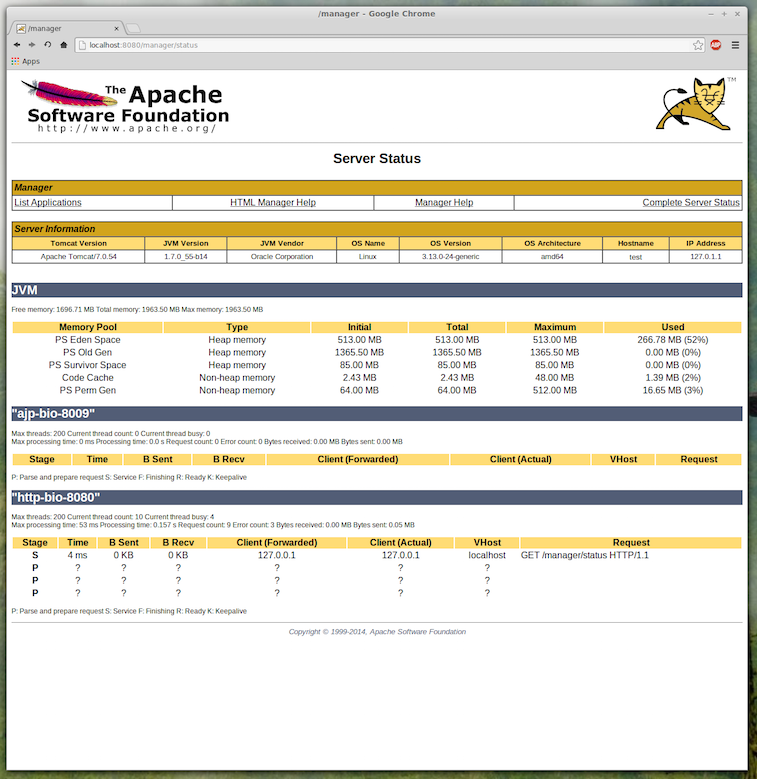 /manager - Google Chrome
/manager
localhost:8080/manager/status
ABP
Apps
The Apache
Software Foundation
http://www.apache.org/
TM
Server Status
Manager
List Applications HTML Manager Help Manager Help Complete Server Status
Server Information
Tomcat Version JVM Version JVM Vendor OS Name OS Version OS Architecture Hostname IP Address
Apache Tomcat/7.0.54 1.7.0_55-b14 Oracle Corporation Linux 3.13.0-24-generic amd64 test 127.0.1.1
JVM
Free memory: 1696.71 MB Total memory: 1963.50 MB Max memory: 1963.50 MB
Memory Pool Type Initial Total Maximum Used
PS Eden Space Heap memory 513.00 MB 513.00 MB 513.00 MB 266.78 MB (52%)
PS Old Gen Heap memory 1365.50 MB 1365.50 MB 1365.50 MB 0.00 MB (0%)
PS Survivor Space Heap memory 85.00 MB 85.00 MB 85.00 MB 0.00 MB (0%)
Code Cache Non-heap memory 2.43 MB 2.43 MB 48.00 MB 1.39 MB (2%)
PS Perm Gen Non-heap memory 64.00 MB 64.00 MB 512.00 MB 16.65 MB (3%)
"ajp-bio-8009"
Max threads: 200 Current thread count: 0 Current thread busy: 0
Max processing time: 0 ms Processing time: 0.0 s Request count: 0 Error count: 0 Bytes received: 0.00 MB Bytes sent: 0.00 MB
Stage Time B Sent B Recv Client (Forwarded) Client (Actual) VHost Request
P: Parse and prepare request S: Service F: Finishing R: Ready K: Keepalive
"http-bio-8080"
Max threads: 200 Current thread count: 10 Current thread busy: 4
Max processing time: 53 ms Processing time: 0.157 s Request count: 9 Error count: 3 Bytes received: 0.00 MB Bytes sent: 0.05 MB
Stage Time B Sent B Recv Client (Forwarded) Client (Actual) VHost Request
S 4 ms 0 KB 0 KB 127.0.0.1 127.0.0.1 localhost GET /manager/status HTTP/1.1
P ? ? ? ? ? ?
P ? ? ? ? ? ?
P ? ? ? ? ? ?
P: Parse and prepare request S: Service F: Finishing R: Ready K: Keepalive
Copyright © 1999-2014, Apache Software Foundation